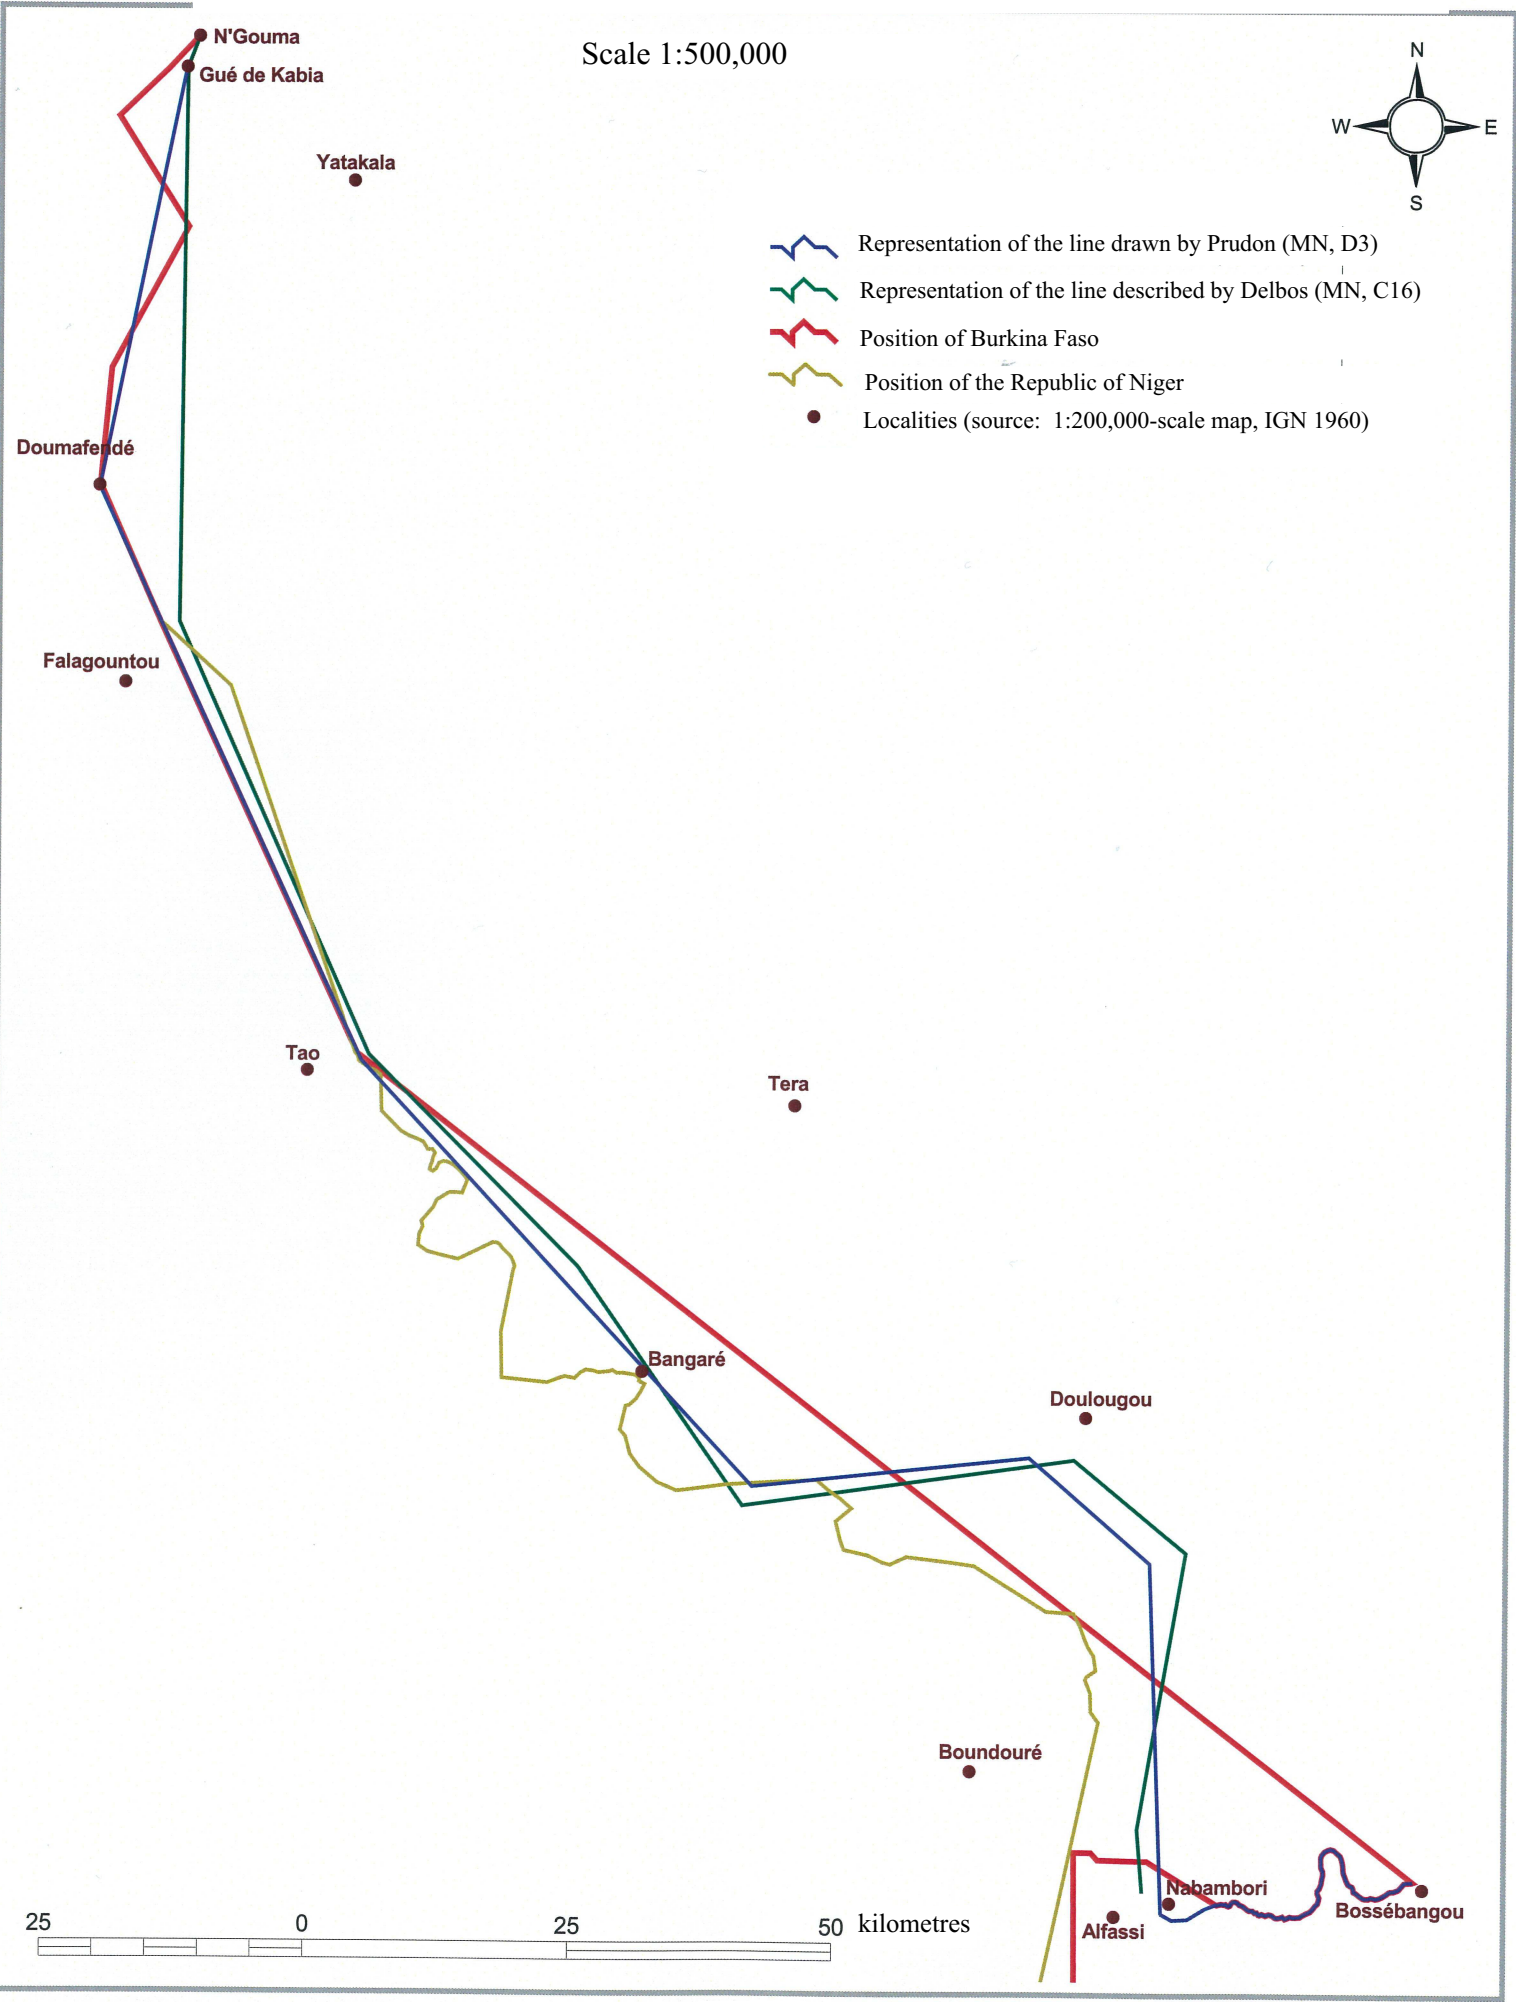 N'Gouma
Scale 1:500,000
N
Gué de Kabia
W
E
Yatakala
S
Representation of the line drawn by Prudon (MN, D3)
Representation of the line described by Delbos (MN, C16)
Position of Burkina Faso
Position of the Republic of Niger
Localities (source: 1:200,000-scale map, IGN 1960)
Doumafendé
Falagountou
Tao
Tera
Bangaré
Doulougou
Boundouré
Nabambori
Bossébangou
Alfassi
25 0 25 50 kilometres